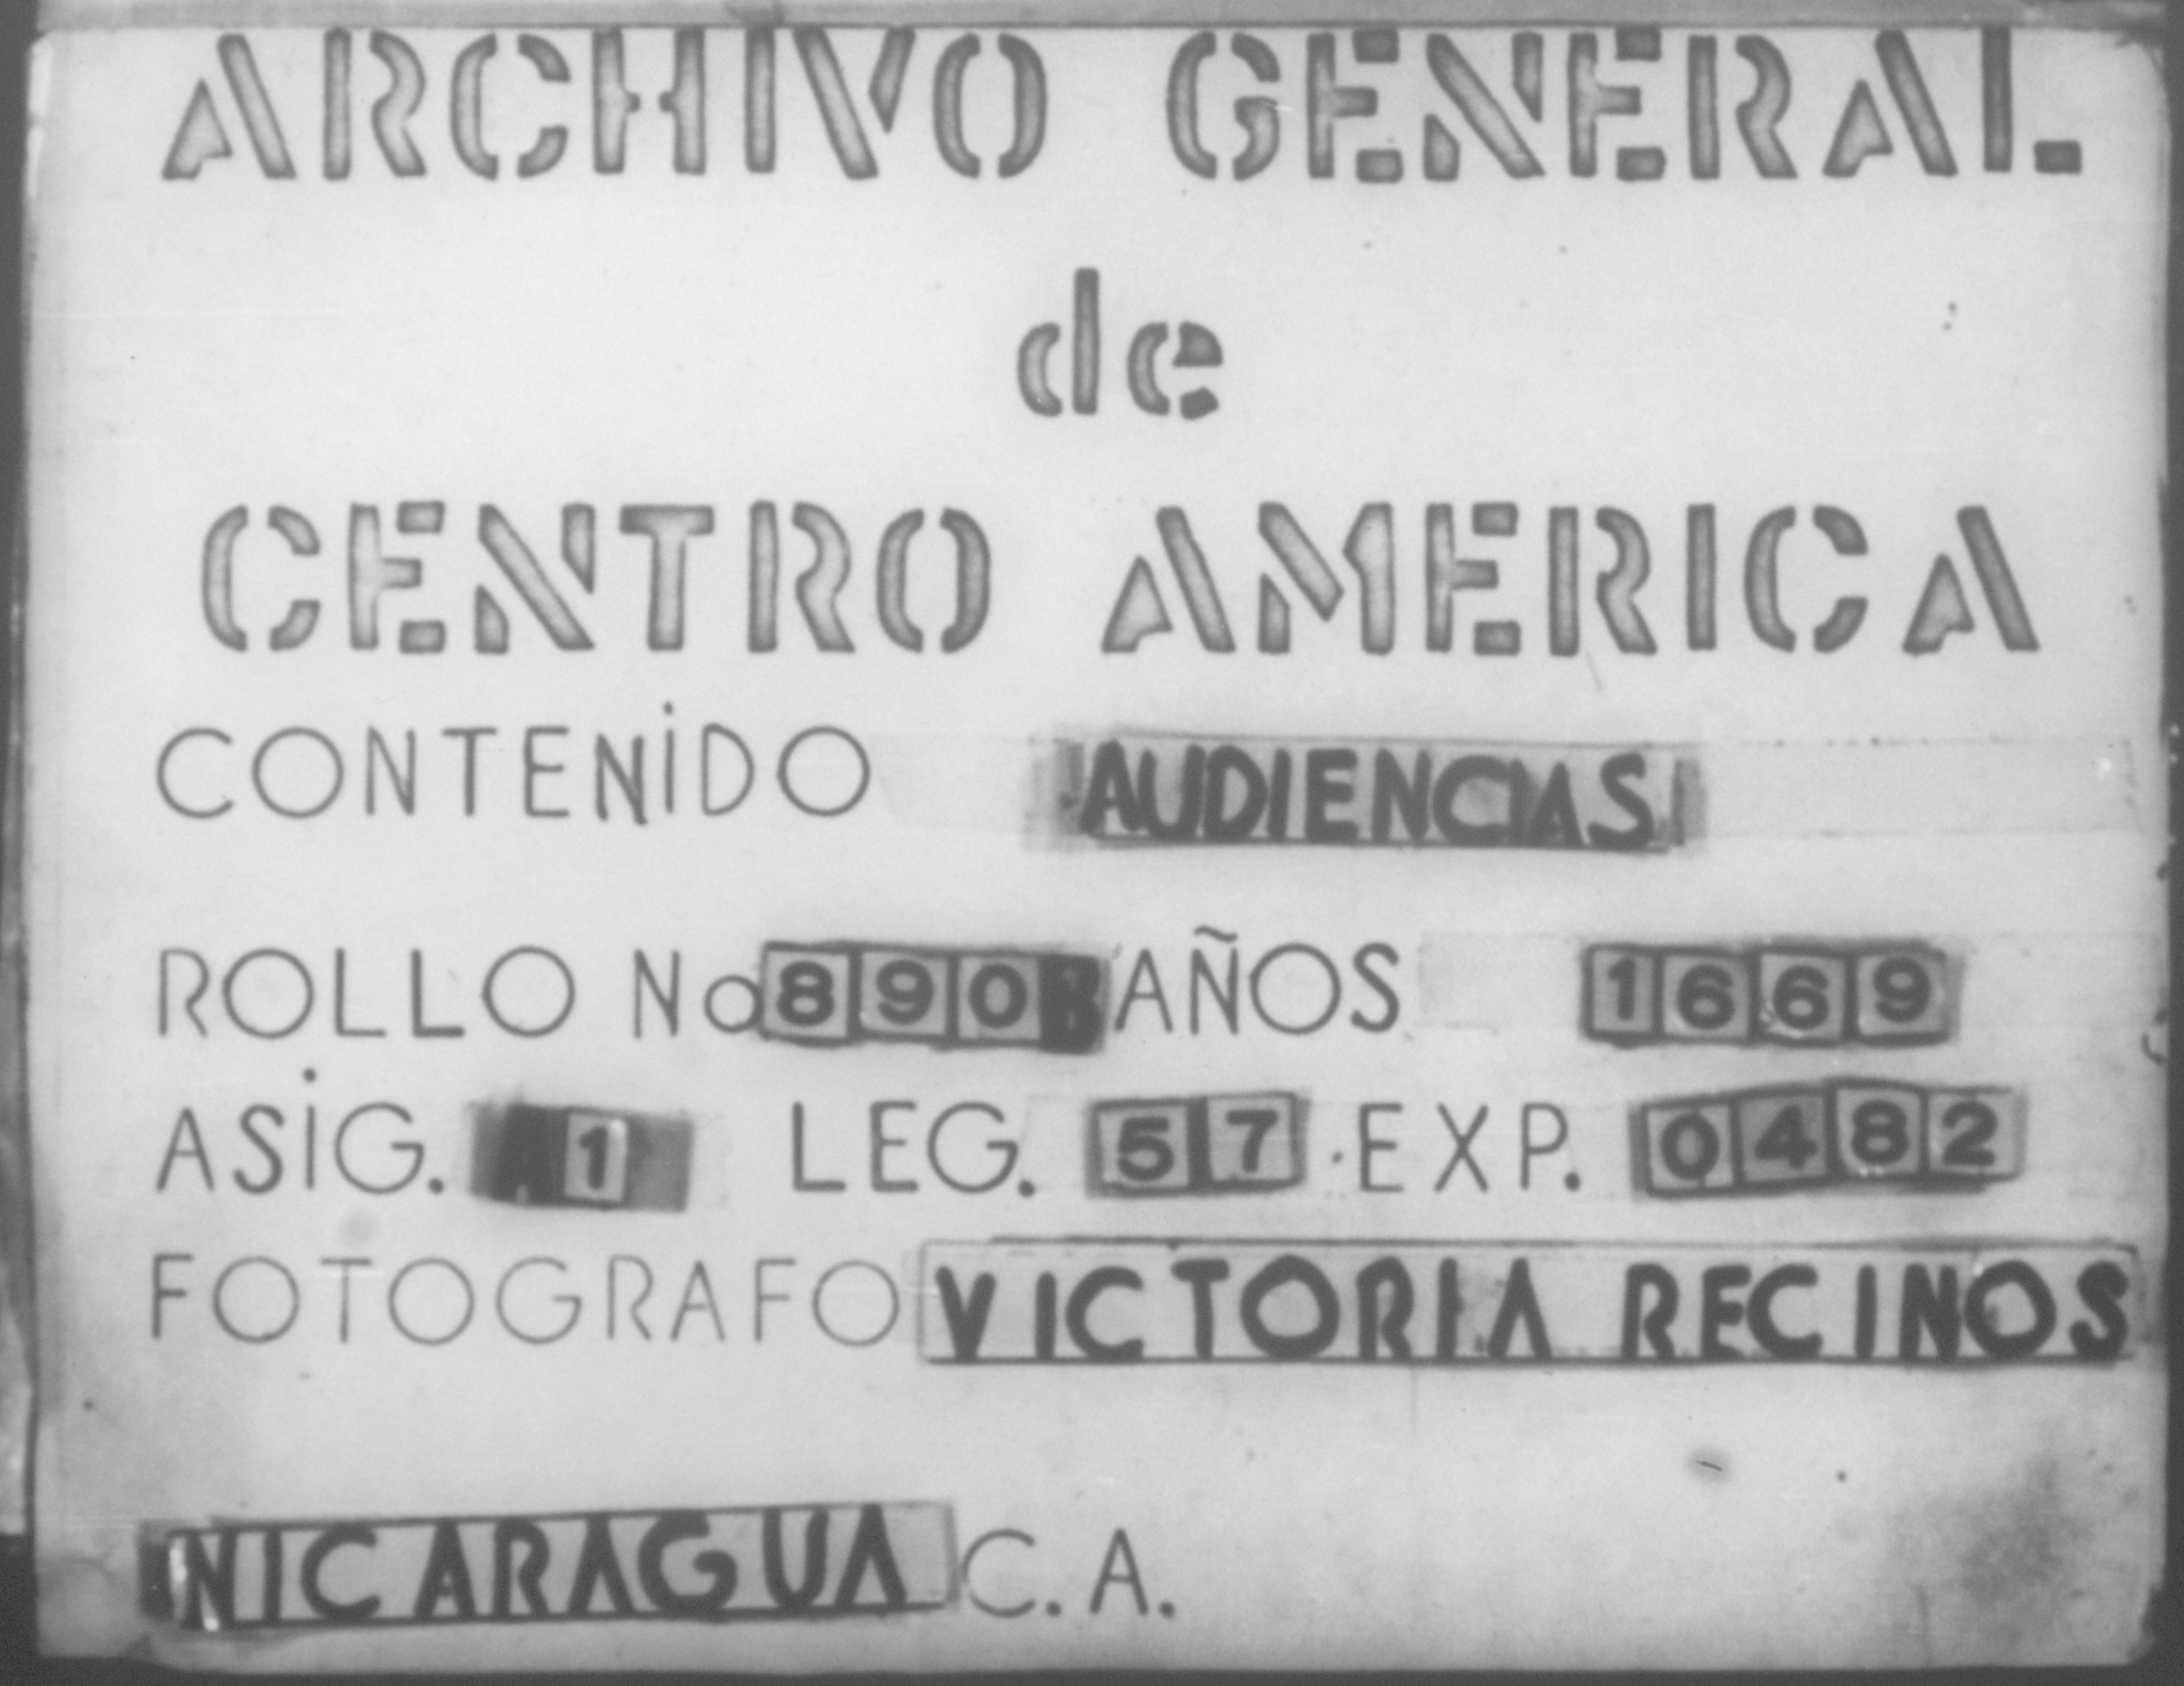 ARCHIVO GENERAL
de
CENTRO AMERICA
CONTENIDO AUDIENCIAS
ROLLO No 890 AÑOS 1669
ASIG. 1 LEG. 57 EXP. 0482
FOTOGRAFO VICTORIA RECINOS
NICARAGUA C. A.